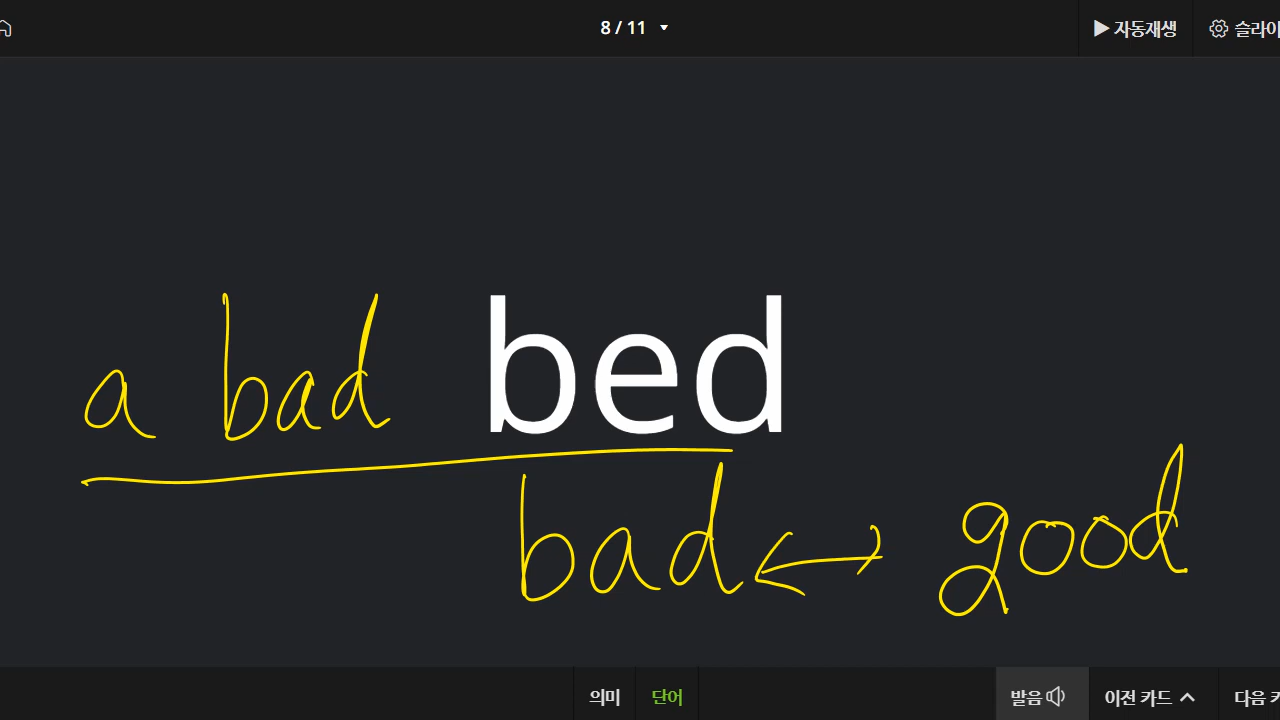 8 / 11
자동재생
슬라이
a bad bed
bad ↔ good
의미
단어
발음
이전 카드
다음